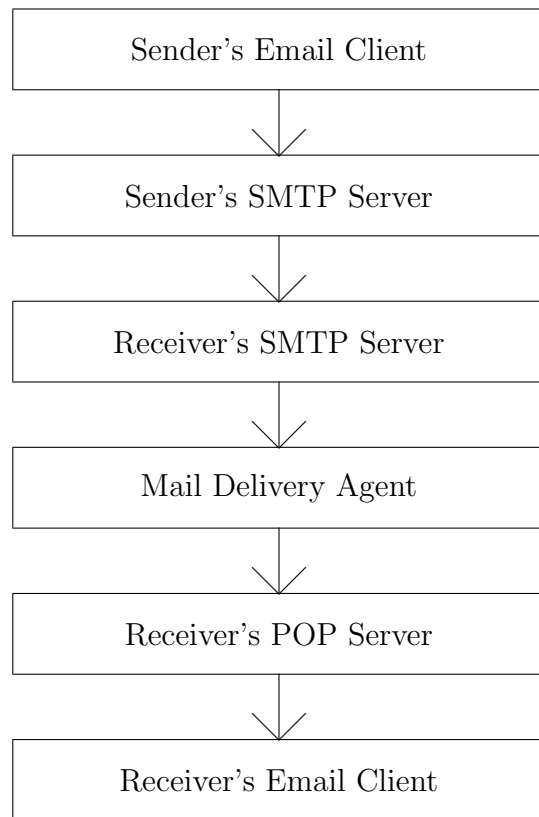 Sender’s Email Client
Sender’s SMTP Server
Receiver’s SMTP Server
Mail Delivery Agent
Receiver’s POP Server
Receiver’s Email Client